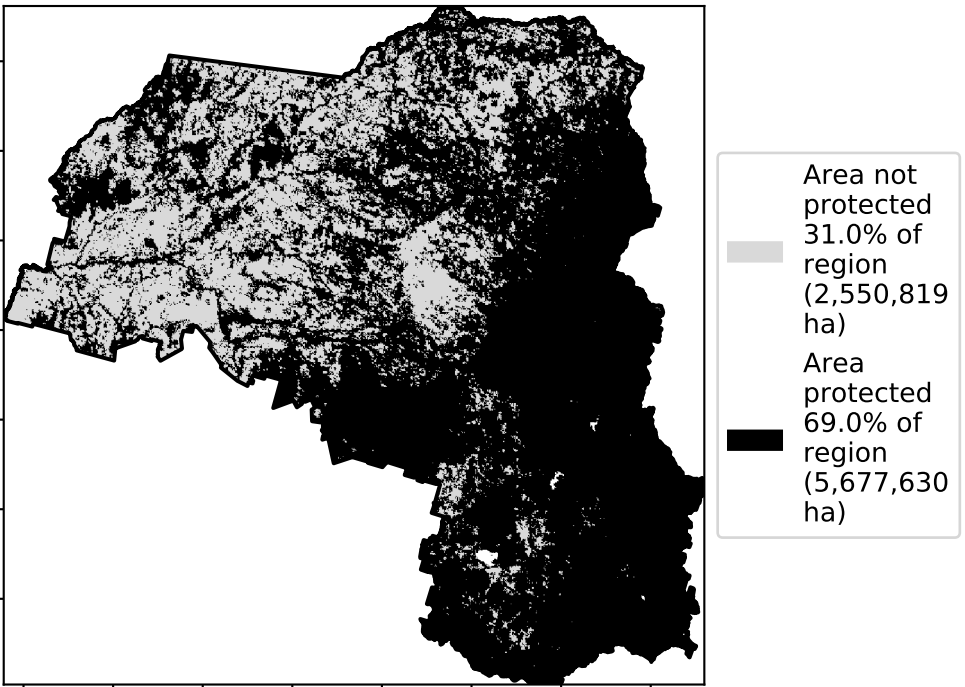 Area not
protected
31.0% of
region
(2,550,819
ha)
Area
protected
69.0% of
region
(5,677,630
ha)